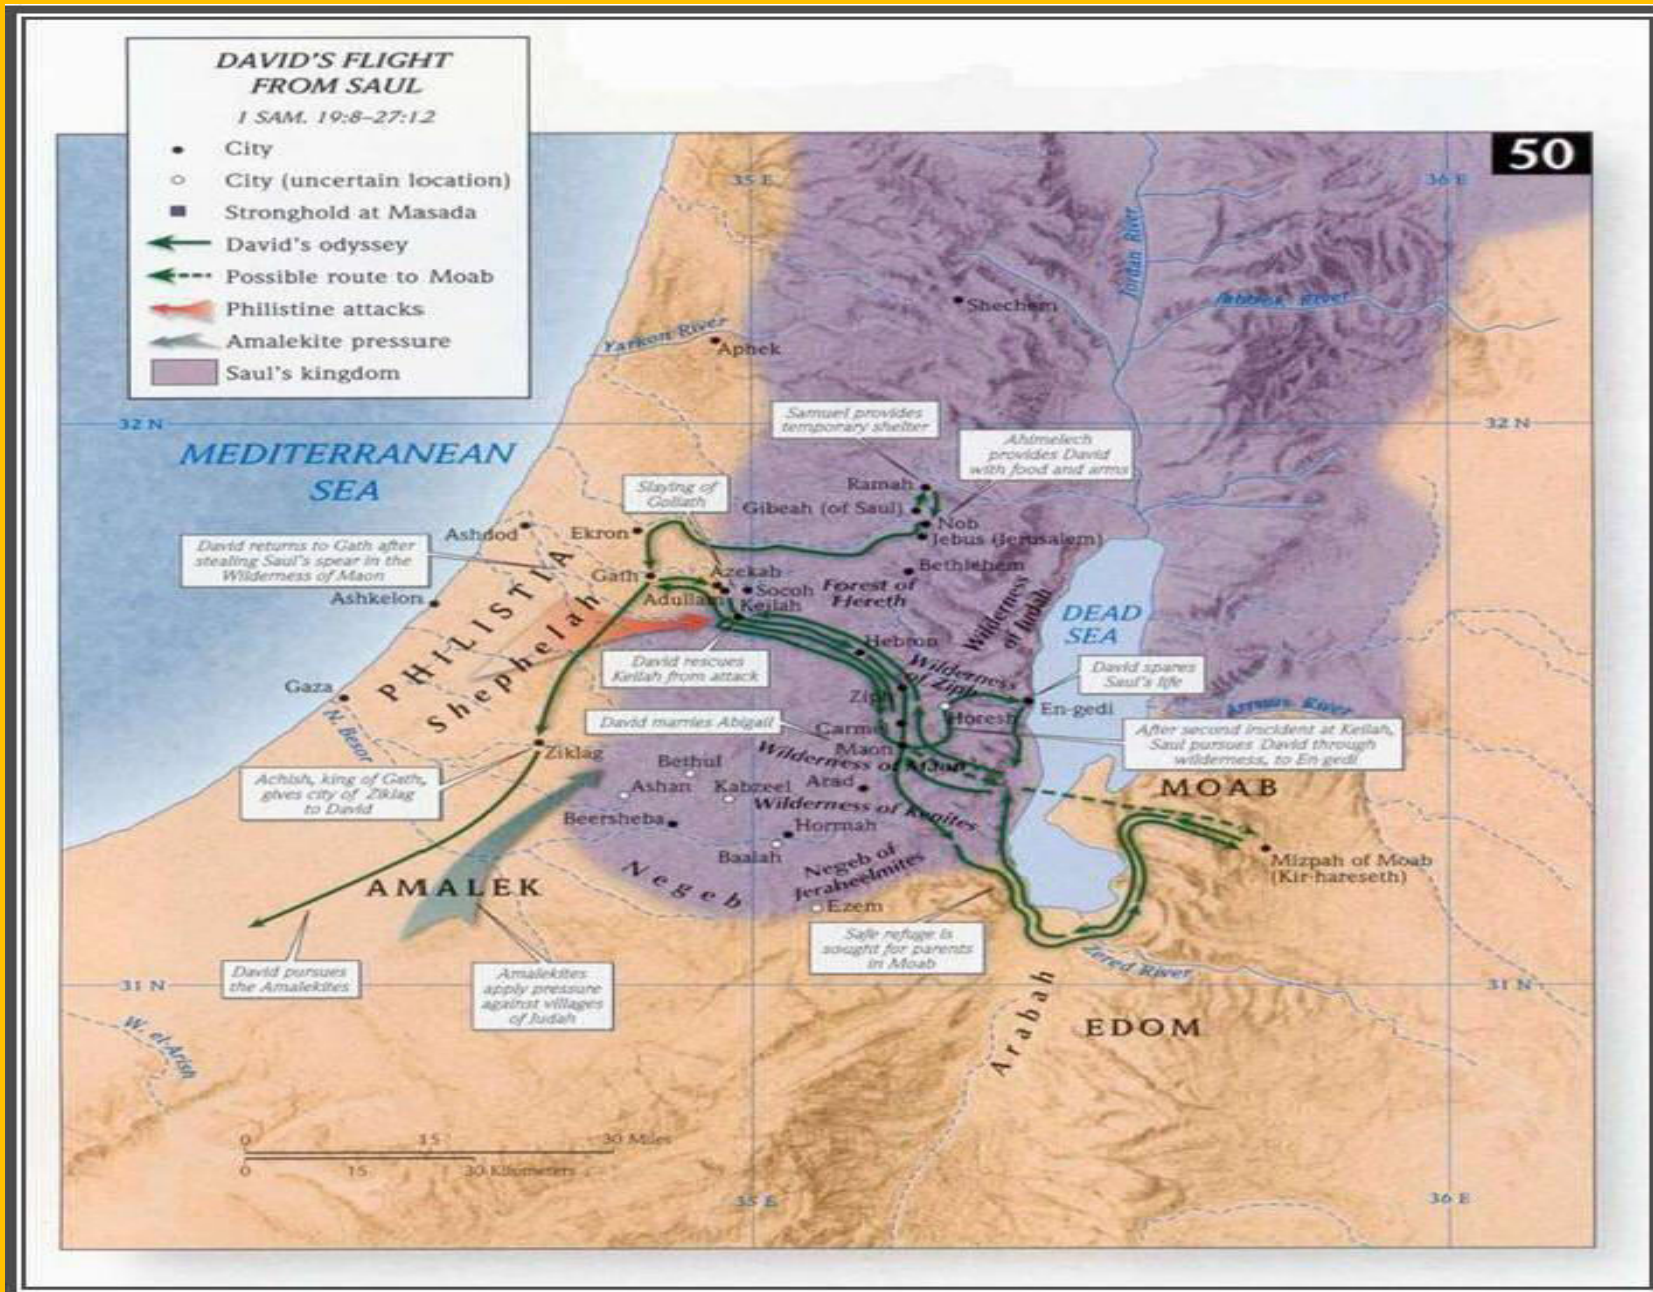 DAVID'S FLIGHT
FROM SAUL
1 SAM. 19:8–27:12
City
City (uncertain location)
Stronghold at Masada
David's odyssey
Possible route to Moab
Philistine attacks
Amalekite pressure
Saul's kingdom
50
35 E
36 E
Jordan River
Shechem
Jabbok River
Yarkon River
Aphek
32 N
32 N
MEDITERRANEAN
SEA
Samuel provides
temporary shelter
Ahimelech
provides David
with food and arms
Slaying of
Goliath
Ramah
Gibeah (of Saul)
Nob
Jebus (Jerusalem)
Ashdod
Ekron
David returns to Gath after
stealing Saul's spear in the
Wilderness of Maon
Gath
Azekah
Bethlehem
Ashkelon
Adullam
Socoh
Keilah
Forest of
Hereth
Wilderness
of Judah
DEAD
SEA
PHILISTIA
Shephelah
Hebron
David rescues
Keilah from attack
Wilderness
of Ziph
David spares
Saul's life
Gaza
Ziph
Horesh
En-gedi
Arnon River
N. Besor
David marries Abigail
Carmel
Maon
After second incident at Keilah,
Saul pursues David through
wilderness, to En gedi
Ziklag
Wilderness of Maon
Bethul
Achish, king of Gath,
gives city of Ziklag
to David
Ashan
Kabzeel
Arad
MOAB
Wilderness of Kenites
Beersheba
Hormah
Baalah
Mizpah of Moab
(Kir-hareseth)
Negeb of
Jeraheelmites
Negeb
AMALEK
Ezem
Safe refuge is
sought for parents
in Moab
Zered River
David pursues
the Amalekites
Amalekites
apply pressure
against villages
of Judah
31 N
31 N
W. el-Arish
Arabah
EDOM
0 15 30 Miles
0 15 30 Kilometers
35 E
36 E